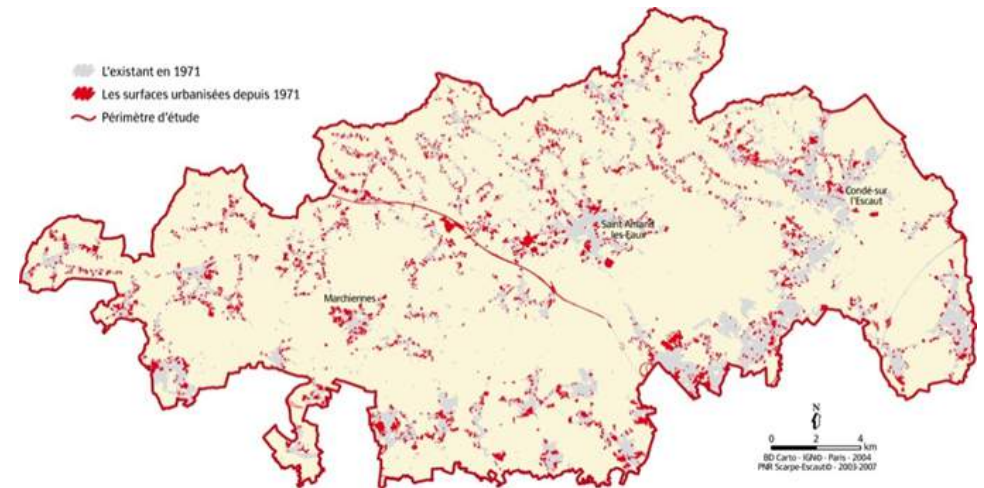 L'existant en 1971
Les surfaces urbanisées depuis 1971
Périmètre d'étude
Condé-sur
l'Escaut
Saint Amand
les Eaux
Marchiennes
N
0 2 4
km
BD Carto - IGN© - Paris - 2004
PNR Scarpe-Escaut© - 2003-2007